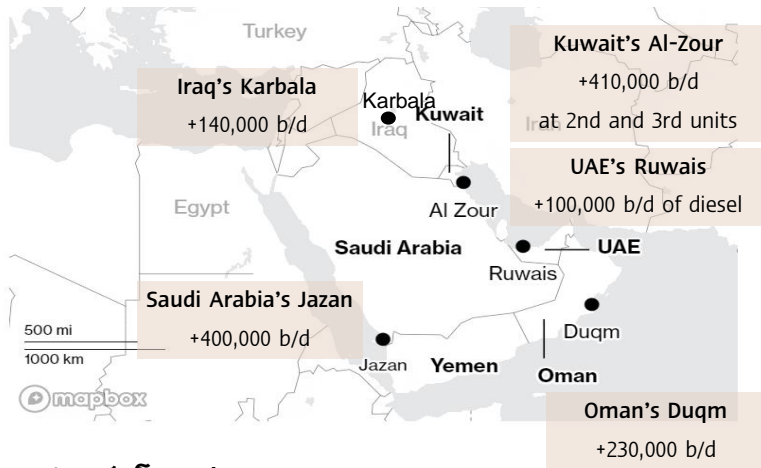 Turkey
Kuwait's Al-Zour
+410,000 b/d
at 2nd and 3rd units
Iraq's Karbala
+140,000 b/d
Karbala
Iraq
Kuwait
Iran
UAE's Ruwais
+100,000 b/d of diesel
Egypt
Al Zour
Saudi Arabia
UAE
Ruwais
Saudi Arabia's Jazan
+400,000 b/d
500 mi
1000 km
Duqm
Jazan
Yemen
Oman
mapbox
Oman's Duqm
+230,000 b/d